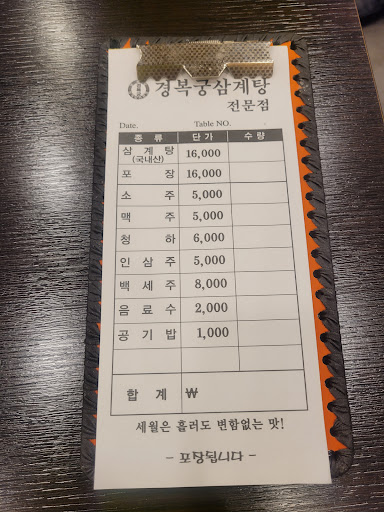 경복궁삼계탕
전문점
Date. Table NO.
종 류 단 가 수 량
삼 계 탕 16,000
(국내산)
포 장 16,000
소 주 5,000
맥 주 5,000
청 하 6,000
인 삼 주 5,000
백 세 주 8,000
음 료 수 2,000
공 기 밥 1,000
합 계 ₩
세월은 흘러도 변함없는 맛!
- 포장됩니다 -